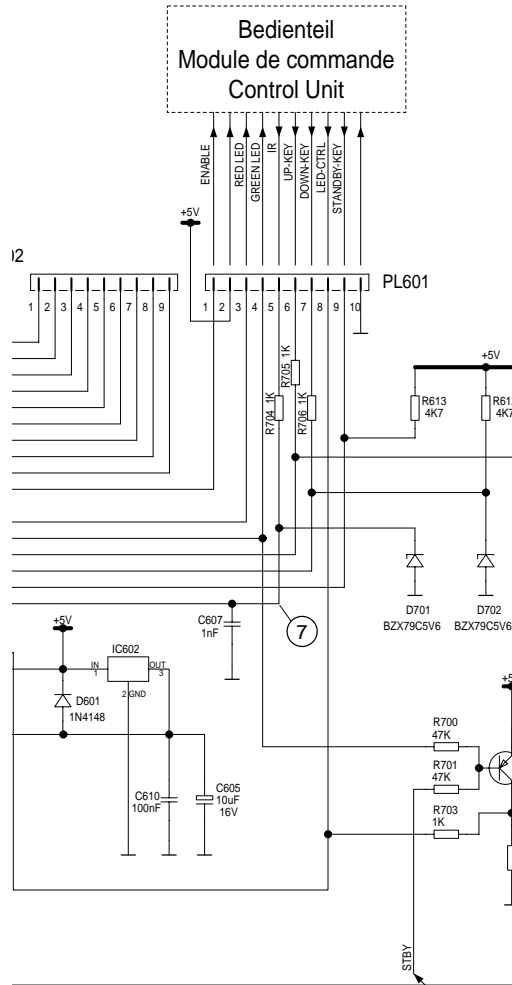 Bedienteil
Module de commande
Control Unit
ENABLE
RED LED
GREEN LED
IR
UP-KEY
DOWN-KEY
LED-CTRL
STANDBY-KEY
+5V
02
PL601
1 2 3 4 5 6 7 8 9
1 2 3 4 5 6 7 8 9 10
R704 1K
R705 1K
R706 1K
+5V
R613
4K7
R612
4K7
D701
BZX79C5V6
D702
BZX79C5V6
C607
1nF
7
+5V
IC602
IN
1
OUT
3
2 GND
D601
1N4148
C610
100nF
C605
10uF
16V
+5
R700
47K
R701
47K
R703
1K
STBY